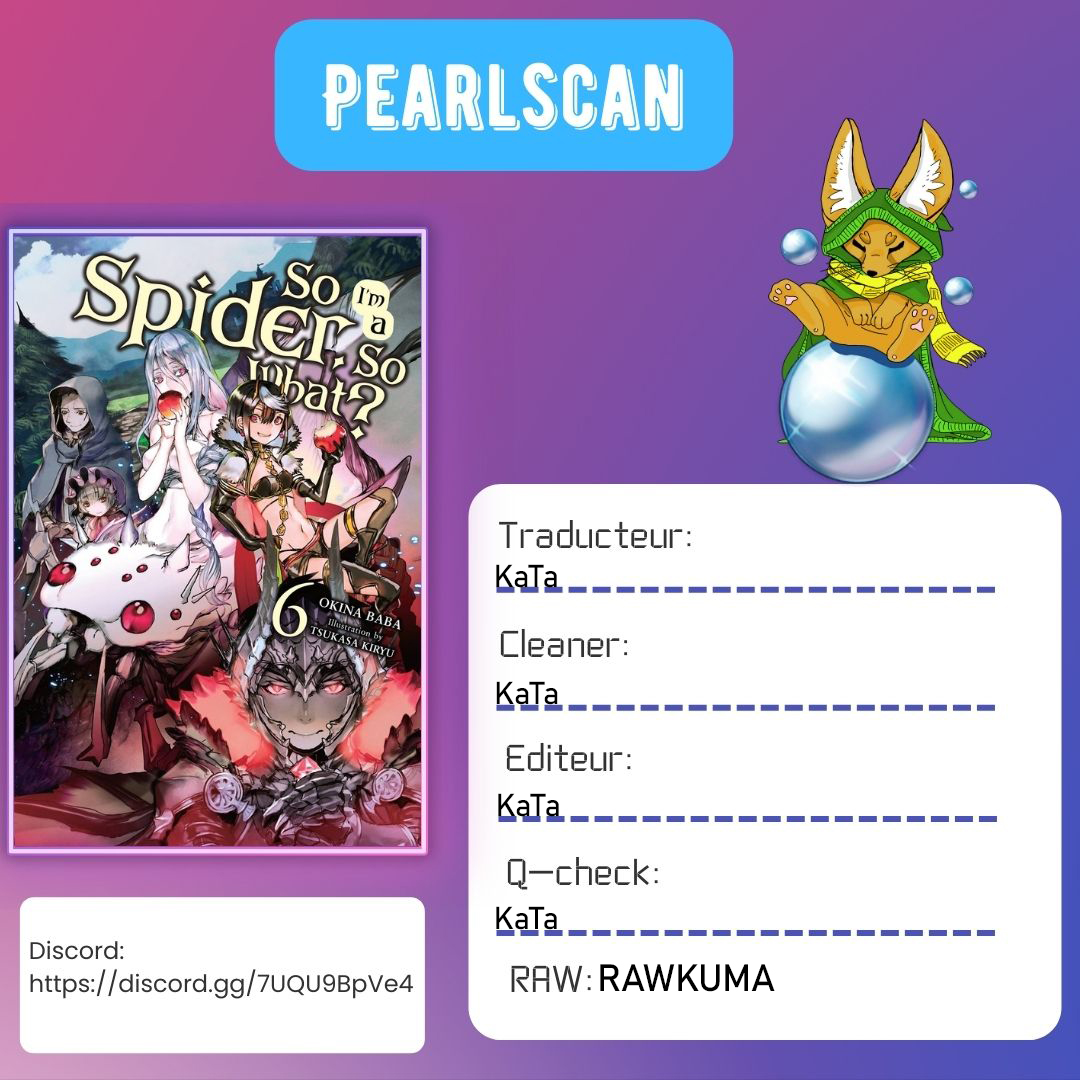 PEARLSCAN
So I'm a
Spider, So
What?
6
OKINA BABA
Illustration by
TSUKASA KIRYU
Traducteur:
KaTa
Cleaner:
KaTa
Editeur:
KaTa
Q-check:
KaTa
RAW: RAWKUMA
Discord:
https://discord.gg/7UQU9BpVe4